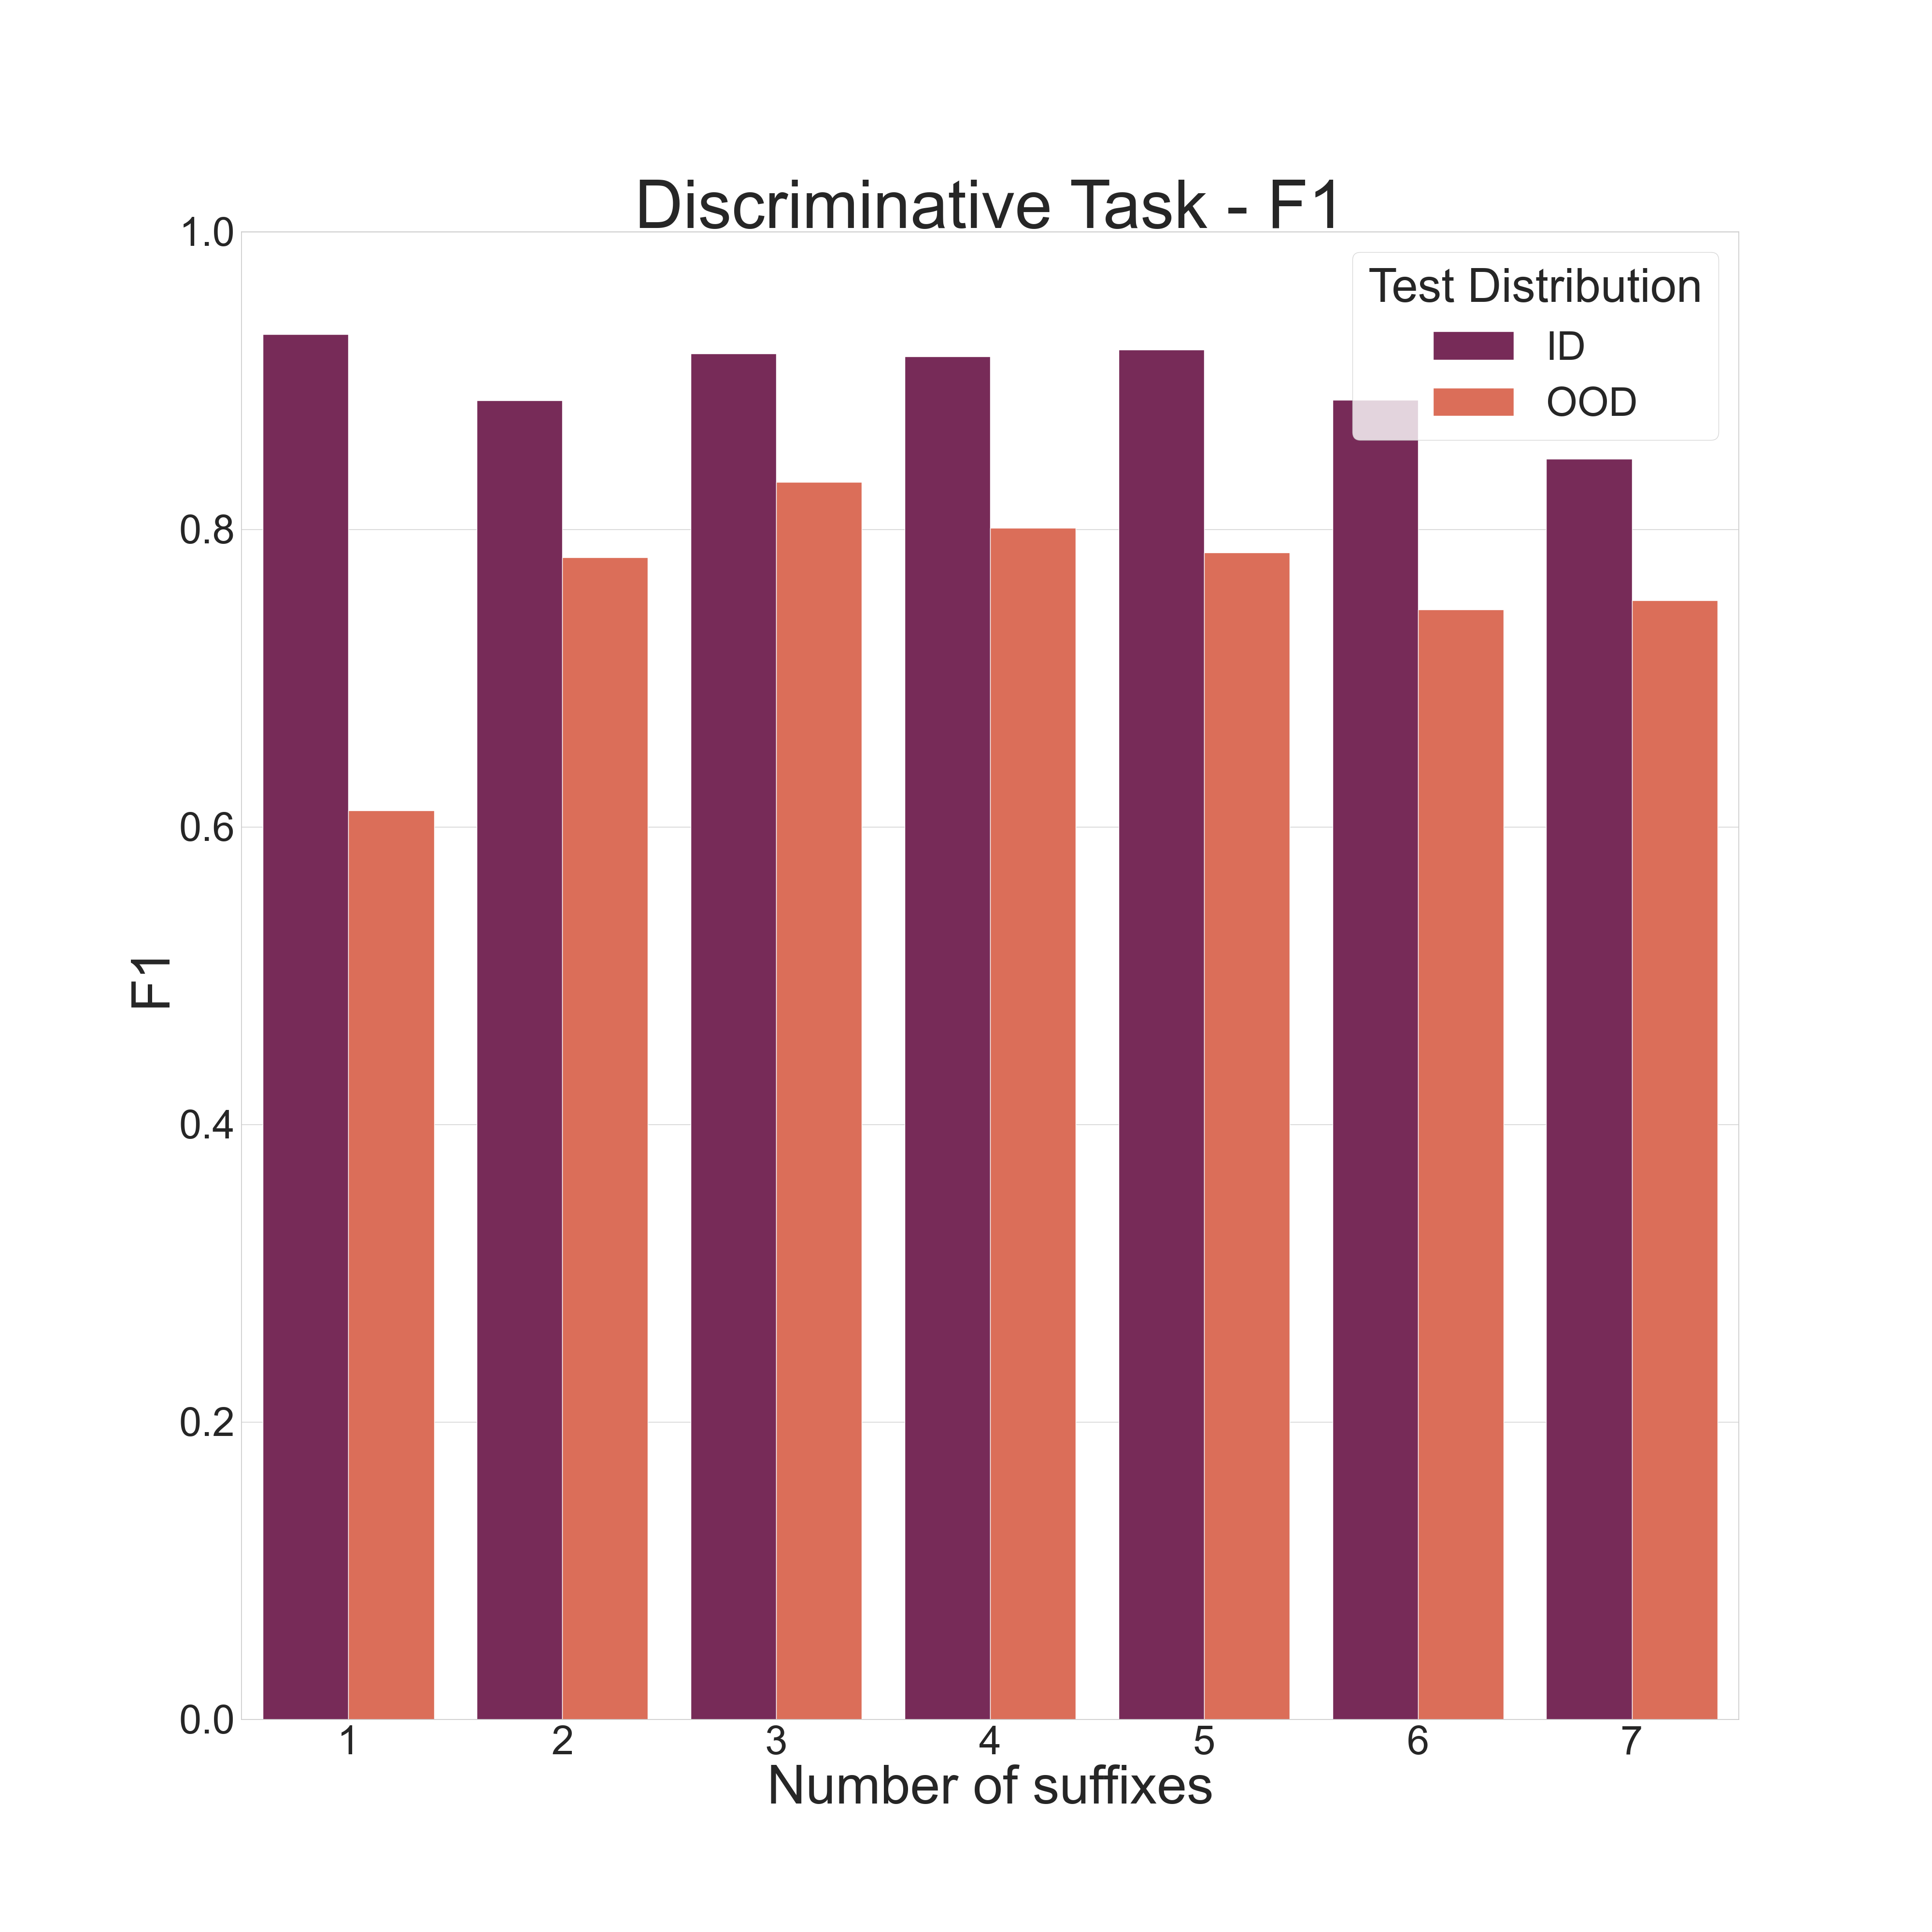 Discriminative Task - F1
Test Distribution
ID
OOD
1.0
0.8
0.6
0.4
0.2
0.0
F1
1 2 3 4 5 6 7
Number of suffixes